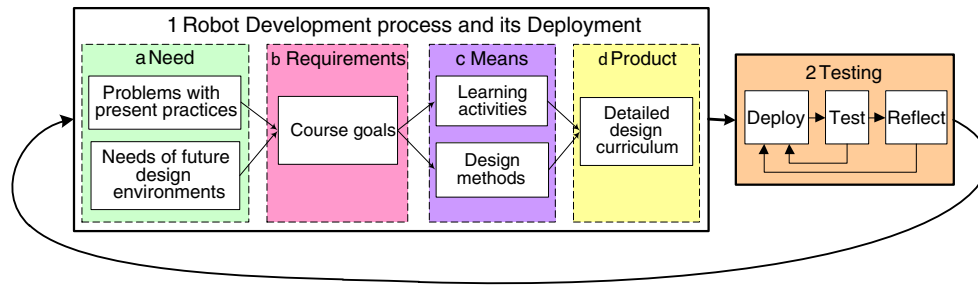 1 Robot Development process and its Deployment
a Need
Problems with
present practices
Needs of future
design
environments
b Requirements
Course goals
c Means
Learning
activities
Design
methods
d Product
Detailed
design
curriculum
2 Testing
Deploy
Test
Reflect